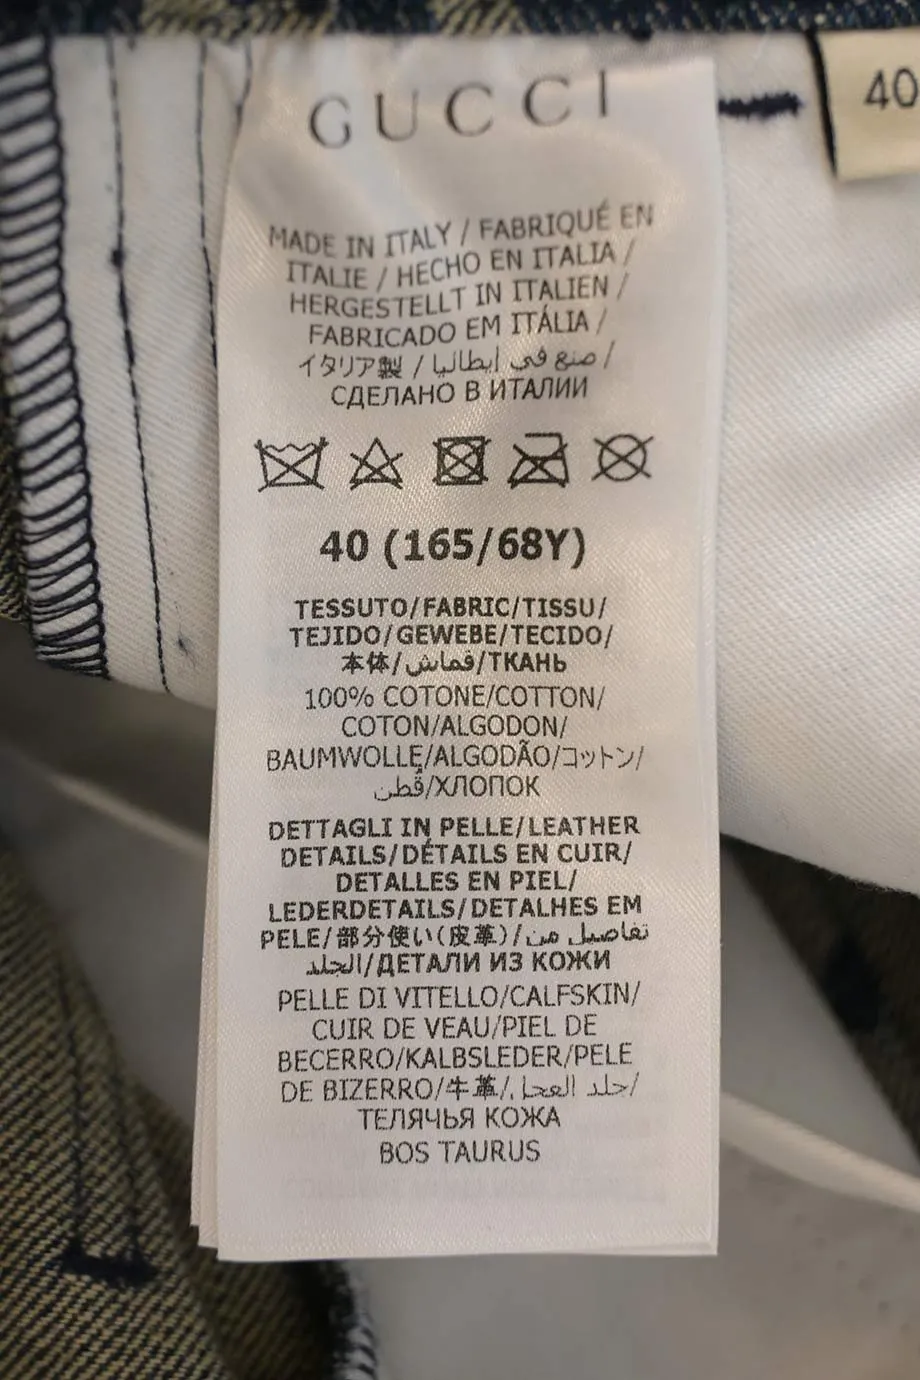 GUCCI
40
MADE IN ITALY / FABRIQUÉ EN
ITALIE / HECHO EN ITALIA /
HERGESTELLT IN ITALIEN /
FABRICADO EM ITÁLIA /
イタリア製 / صنع في إيطاليا /
СДЕЛАНО В ИТАЛИИ
40 (165/68Y)
TESSUTO/FABRIC/TISSU/
TEJIDO/GEWEBE/TECIDO/
本体/قماش/ТКАНЬ
100% COTONE/COTTON/
COTON/ALGODON/
BAUMWOLLE/ALGODÃO/コットン/
قُطن/ХЛОПОК
DETTAGLI IN PELLE/LEATHER
DETAILS/DÉTAILS EN CUIR/
DETALLES EN PIEL/
LEDERDETAILS/DETALHES EM
PELE/部分使い(皮革)/تفاصيل من
الجلد/ДЕТАЛИ ИЗ КОЖИ
PELLE DI VITELLO/CALFSKIN/
CUIR DE VEAU/PIEL DE
BECERRO/KALBSLEDER/PELE
DE BIZERRO/牛革/جلد العجل/
ТЕЛЯЧЬЯ КОЖА
BOS TAURUS